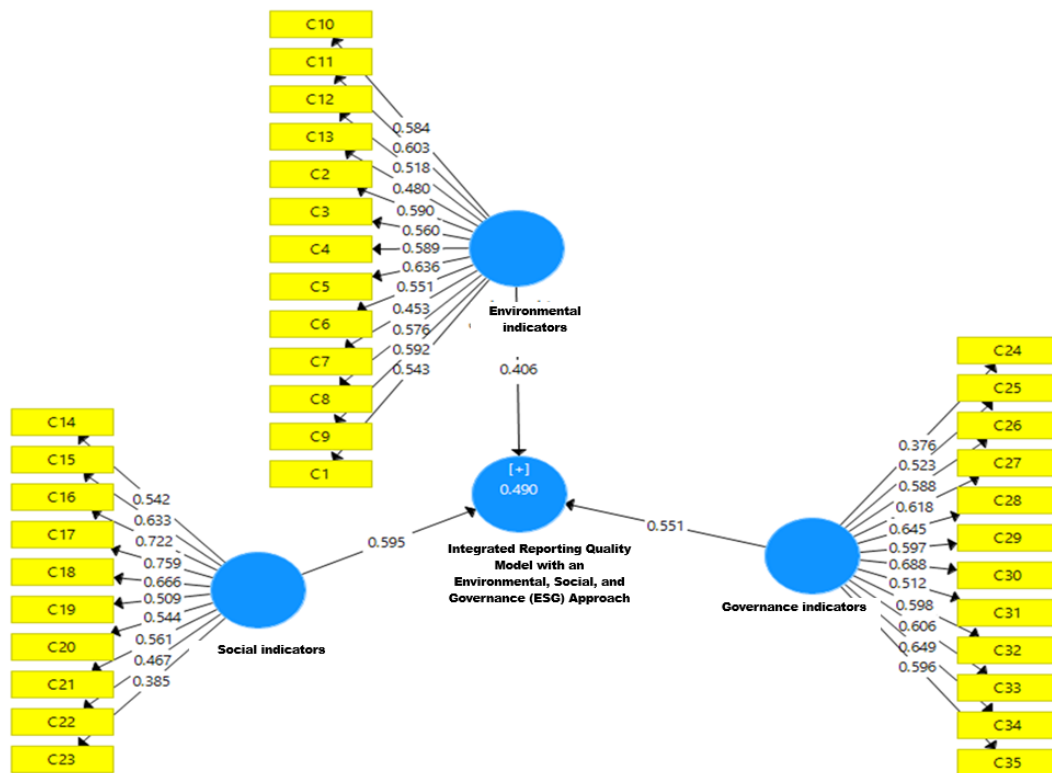 C10
C11
C12
C13
C2
C3
C4
C5
C6
C7
C8
C9
C1
0.584
0.603
0.518
0.480
0.590
0.560
0.589
0.636
0.551
0.453
0.576
0.592
0.543
Environmental
indicators
0.406
C14
C15
C16
C17
C18
C19
C20
C21
C22
C23
0.542
0.633
0.722
0.759
0.666
0.509
0.544
0.561
0.467
0.385
Social indicators
0.595
[+]
0.490
Integrated Reporting Quality
Model with an
Environmental, Social, and
Governance (ESG) Approach
0.551
Governance indicators
0.376
0.523
0.588
0.618
0.645
0.597
0.688
0.512
0.598
0.606
0.649
0.596
C24
C25
C26
C27
C28
C29
C30
C31
C32
C33
C34
C35